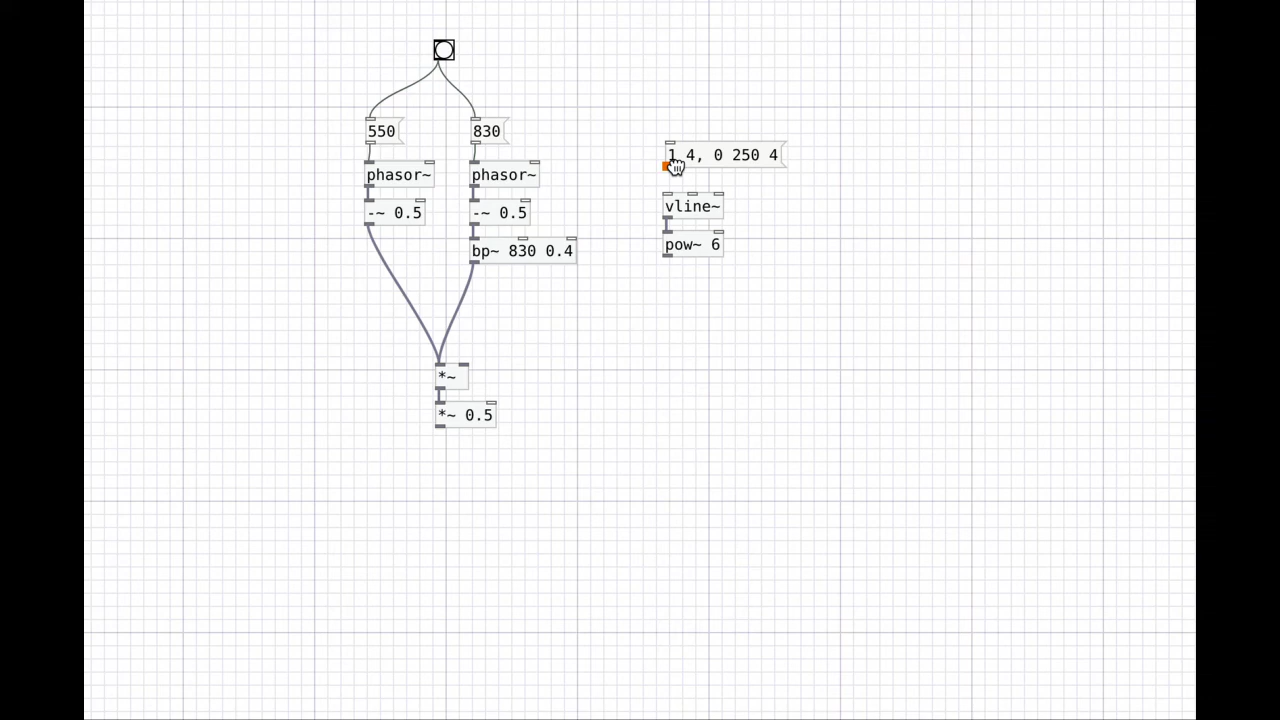 550
830
1 4, 0 250 4
phasor~
phasor~
-~ 0.5
-~ 0.5
vline~
bp~ 830 0.4
pow~ 6
*~
*~ 0.5